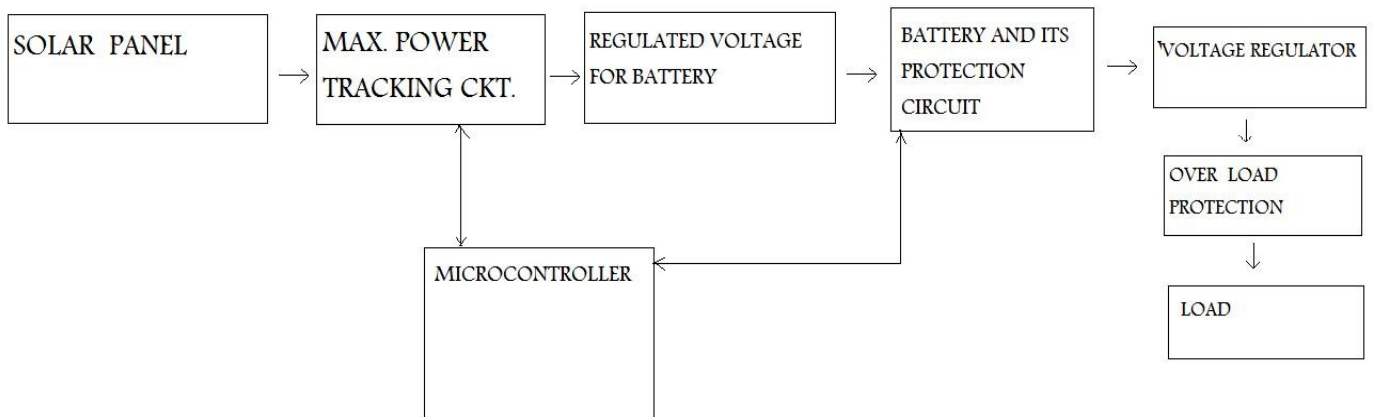 SOLAR PANEL
MAX. POWER
TRACKING CKT.
REGULATED VOLTAGE
FOR BATTERY
BATTERY AND ITS
PROTECTION
CIRCUIT
VOLTAGE REGULATOR
OVER LOAD
PROTECTION
MICROCONTROLLER
LOAD